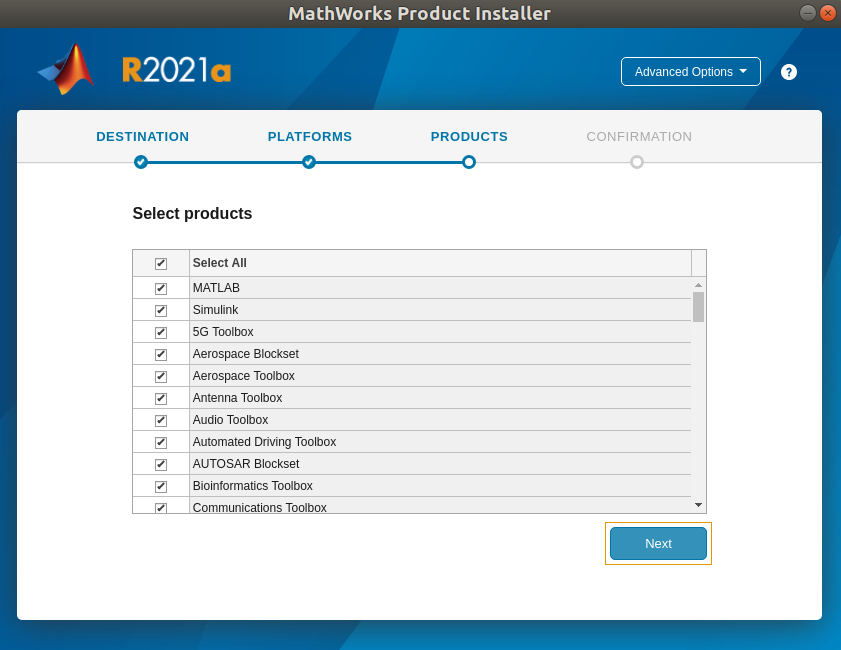 MathWorks Product Installer
R2021a
Advanced Options
?
DESTINATION PLATFORMS PRODUCTS CONFIRMATION
Select products
Select All
MATLAB
Simulink
5G Toolbox
Aerospace Blockset
Aerospace Toolbox
Antenna Toolbox
Audio Toolbox
Automated Driving Toolbox
AUTOSAR Blockset
Bioinformatics Toolbox
Communications Toolbox
Next